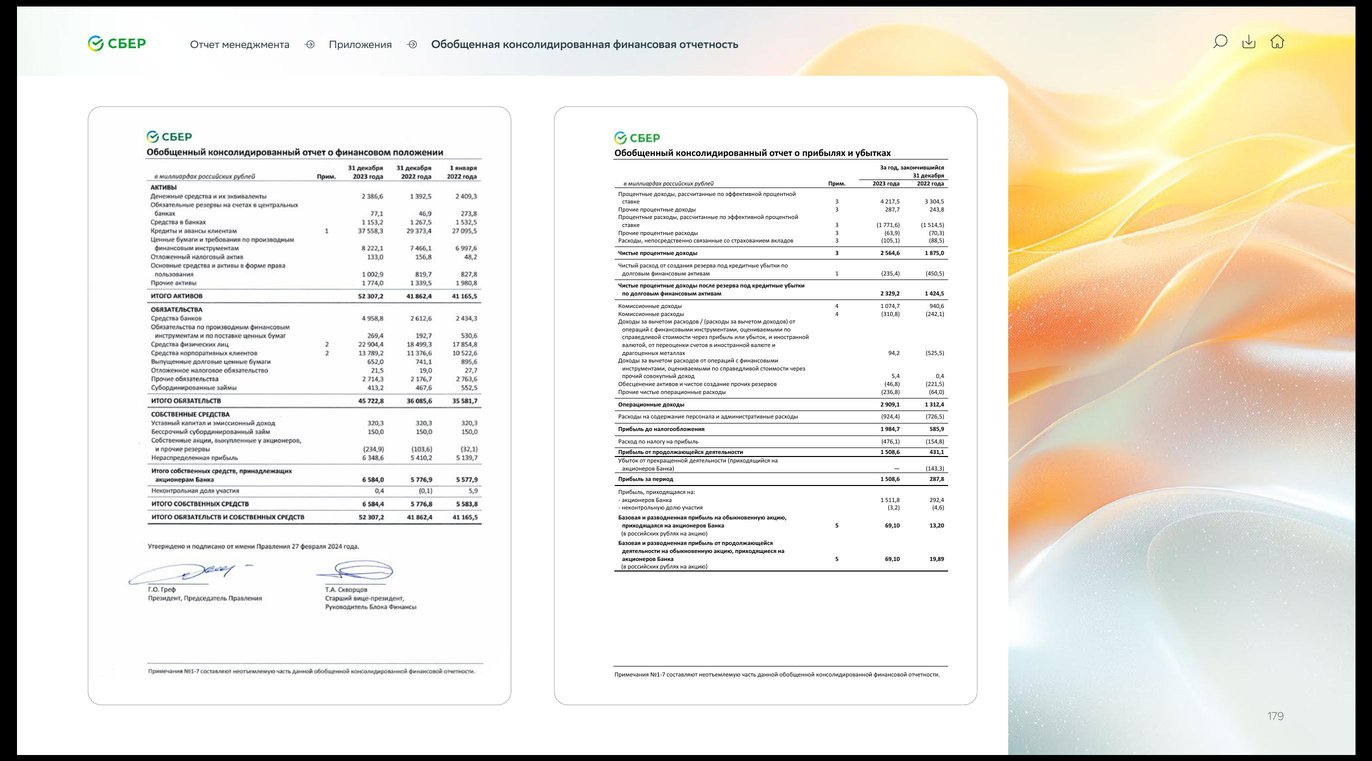 СБЕР
Отчет менеджмента
Приложения
Обобщенная консолидированная финансовая отчетность
СБЕР
Обобщенный консолидированный отчет о финансовом положении
в миллиардах российских рублей Прим. 31 декабря 2023 года 31 декабря 2022 года 1 января 2022 года
АКТИВЫ
Денежные средства и их эквиваленты 2 386,6 1 392,5 2 409,3
Обязательные резервы на счетах в центральных
банках 77,1 46,9 273,8
Средства в банках 1 153,2 1 267,5 1 532,5
Кредиты и авансы клиентам 1 37 558,3 29 373,4 27 095,5
Ценные бумаги и требования по производным
финансовым инструментам 8 222,1 7 466,1 6 997,6
Отложенный налоговый актив 133,0 156,8 48,2
Основные средства и активы в форме права
пользования 1 002,9 819,7 827,8
Прочие активы 1 774,0 1 339,5 1 980,8
ИТОГО АКТИВОВ 52 307,2 41 862,4 41 165,5
ОБЯЗАТЕЛЬСТВА
Средства банков 4 958,8 2 612,6 2 434,3
Обязательства по производным финансовым
инструментам и по поставке ценных бумаг 269,4 192,7 530,6
Средства физических лиц 2 22 904,4 18 499,3 17 854,8
Средства корпоративных клиентов 2 13 789,2 11 376,6 10 522,6
Выпущенные долговые ценные бумаги 652,0 741,1 895,6
Отложенное налоговое обязательство 21,5 19,0 27,7
Прочие обязательства 2 714,3 2 176,7 2 763,6
Субординированные займы 413,2 467,6 552,5
ИТОГО ОБЯЗАТЕЛЬСТВ 45 722,8 36 085,6 35 581,7
СОБСТВЕННЫЕ СРЕДСТВА
Уставный капитал и эмиссионный доход 320,3 320,3 320,3
Бессрочный субординированный займ 150,0 150,0 150,0
Собственные акции, выкупленные у акционеров,
и прочие резервы (234,9) (103,6) (32,1)
Нераспределенная прибыль 6 348,6 5 410,2 5 139,7
Итого собственных средств, принадлежащих
акционерам Банка 6 584,0 5 776,9 5 577,9
Неконтрольная доля участия 0,4 (0,1) 5,9
ИТОГО СОБСТВЕННЫХ СРЕДСТВ 6 584,4 5 776,8 5 583,8
ИТОГО ОБЯЗАТЕЛЬСТВ И СОБСТВЕННЫХ СРЕДСТВ 52 307,2 41 862,4 41 165,5
Утверждено и подписано от имени Правления 27 февраля 2024 года.
Г.О. Греф
Президент, Председатель Правления
Т.А. Скворцов
Старший вице-президент,
Руководитель Блока Финансы
Примечания №1-7 составляют неотъемлемую часть данной обобщенной консолидированной финансовой отчетности.
СБЕР
Обобщенный консолидированный отчет о прибылях и убытках
За год, закончившийся
31 декабря
в миллиардах российских рублей Прим. 2023 года 2022 года
Процентные доходы, рассчитанные по эффективной процентной
ставке 3 4 217,5 3 304,5
Прочие процентные доходы 3 287,7 243,8
Процентные расходы, рассчитанные по эффективной процентной
ставке 3 (1 771,6) (1 514,5)
Прочие процентные расходы 3 (63,9) (70,3)
Расходы, непосредственно связанные со страхованием вкладов 3 (105,1) (88,5)
Чистые процентные доходы 3 2 564,6 1 875,0
Чистый расход от создания резерва под кредитные убытки по
долговым финансовым активам 1 (235,4) (450,5)
Чистые процентные доходы после резерва под кредитные убытки
по долговым финансовым активам 2 329,2 1 424,5
Комиссионные доходы 4 1 074,7 940,6
Комиссионные расходы 4 (310,8) (242,1)
Доходы за вычетом расходов / (расходы за вычетом доходов) от
операций с финансовыми инструментами, оцениваемыми по
справедливой стоимости через прибыль или убыток, и иностранной
валютой, от переоценки счетов в иностранной валюте и
драгоценных металлах 94,2 (525,5)
Доходы за вычетом расходов от операций с финансовыми
инструментами, оцениваемыми по справедливой стоимости через
прочий совокупный доход 5,4 0,4
Обесценение активов и чистое создание прочих резервов (46,8) (221,5)
Прочие чистые операционные расходы (236,8) (64,0)
Операционные доходы 2 909,1 1 312,4
Расходы на содержание персонала и административные расходы (924,4) (726,5)
Прибыль до налогообложения 1 984,7 585,9
Расход по налогу на прибыль (476,1) (154,8)
Прибыль от продолжающейся деятельности 1 508,6 431,1
Убыток от прекращенной деятельности (приходящийся на
акционеров Банка) — (143,3)
Прибыль за период 1 508,6 287,8
Прибыль, приходящаяся на:
- акционеров Банка 1 511,8 292,4
- неконтрольную долю участия (3,2) (4,6)
Базовая и разводненная прибыль на обыкновенную акцию,
приходящаяся на акционеров Банка 5 69,10 13,20
(в российских рублях на акцию)
Базовая и разводненная прибыль от продолжающейся
деятельности на обыкновенную акцию, приходящиеся на
акционеров Банка 5 69,10 19,89
(в российских рублях на акцию)
Примечания №1-7 составляют неотъемлемую часть данной обобщенной консолидированной финансовой отчетности.
179